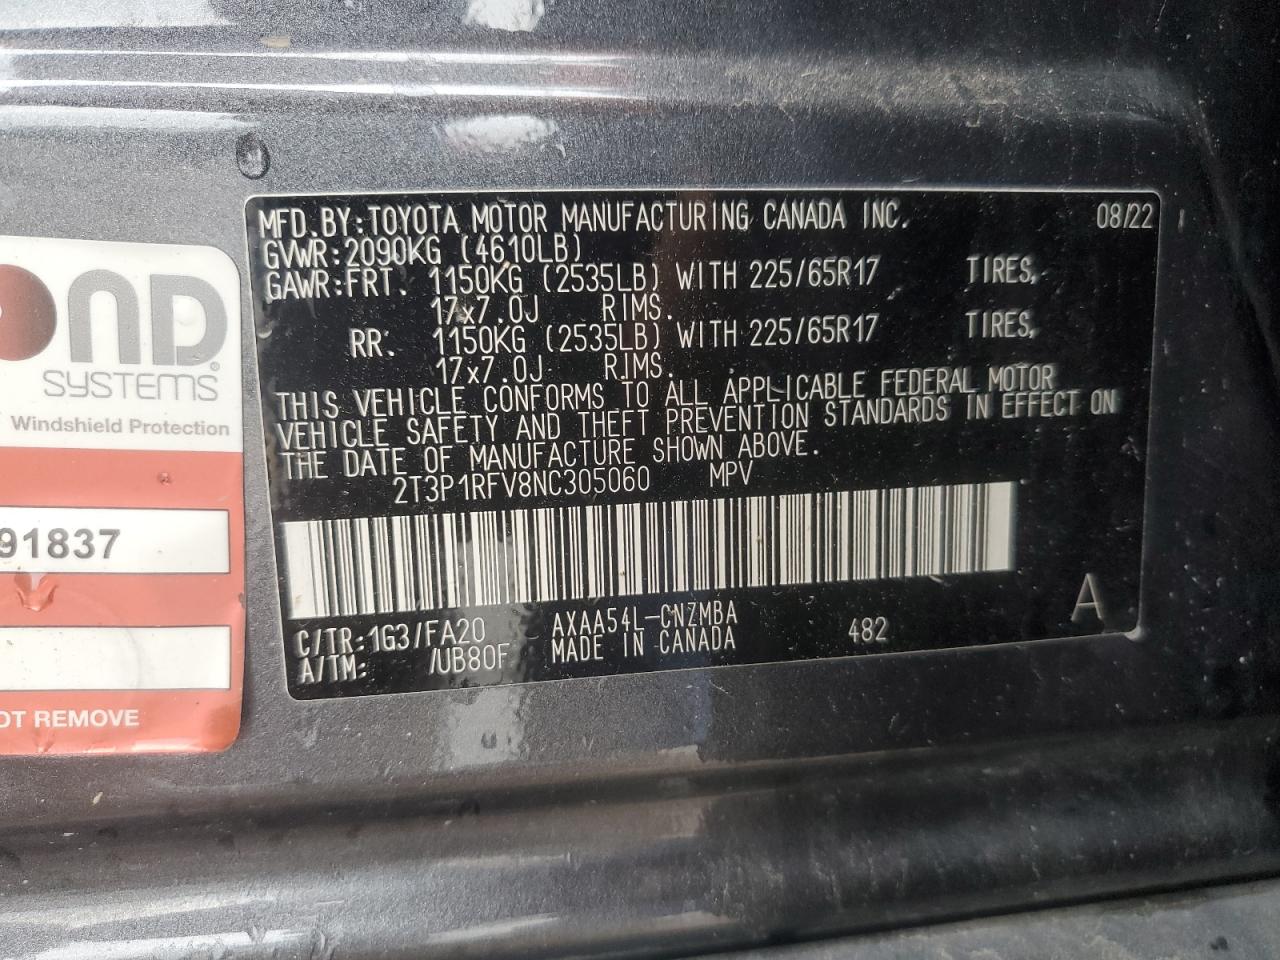 MFD.BY:TOYOTA MOTOR MANUFACTURING CANADA INC. 08/22
GVWR:2090KG (4610LB)
GAWR:FRT. 1150KG (2535LB) WITH 225/65R17 TIRES,
17x7.0J RIMS.
RR. 1150KG (2535LB) WITH 225/65R17 TIRES,
17x7.0J RIMS.
THIS VEHICLE CONFORMS TO ALL APPLICABLE FEDERAL MOTOR
VEHICLE SAFETY AND THEFT PREVENTION STANDARDS IN EFFECT ON
THE DATE OF MANUFACTURE SHOWN ABOVE.
2T3P1RFV8NC305060 MPV
C/TR:1G3/FA20 AXAA54L-CNZMBA 482 A
A/TM: /UB80F MADE IN CANADA
OND®
SYSTEMS
Windshield Protection
91837
OT REMOVE